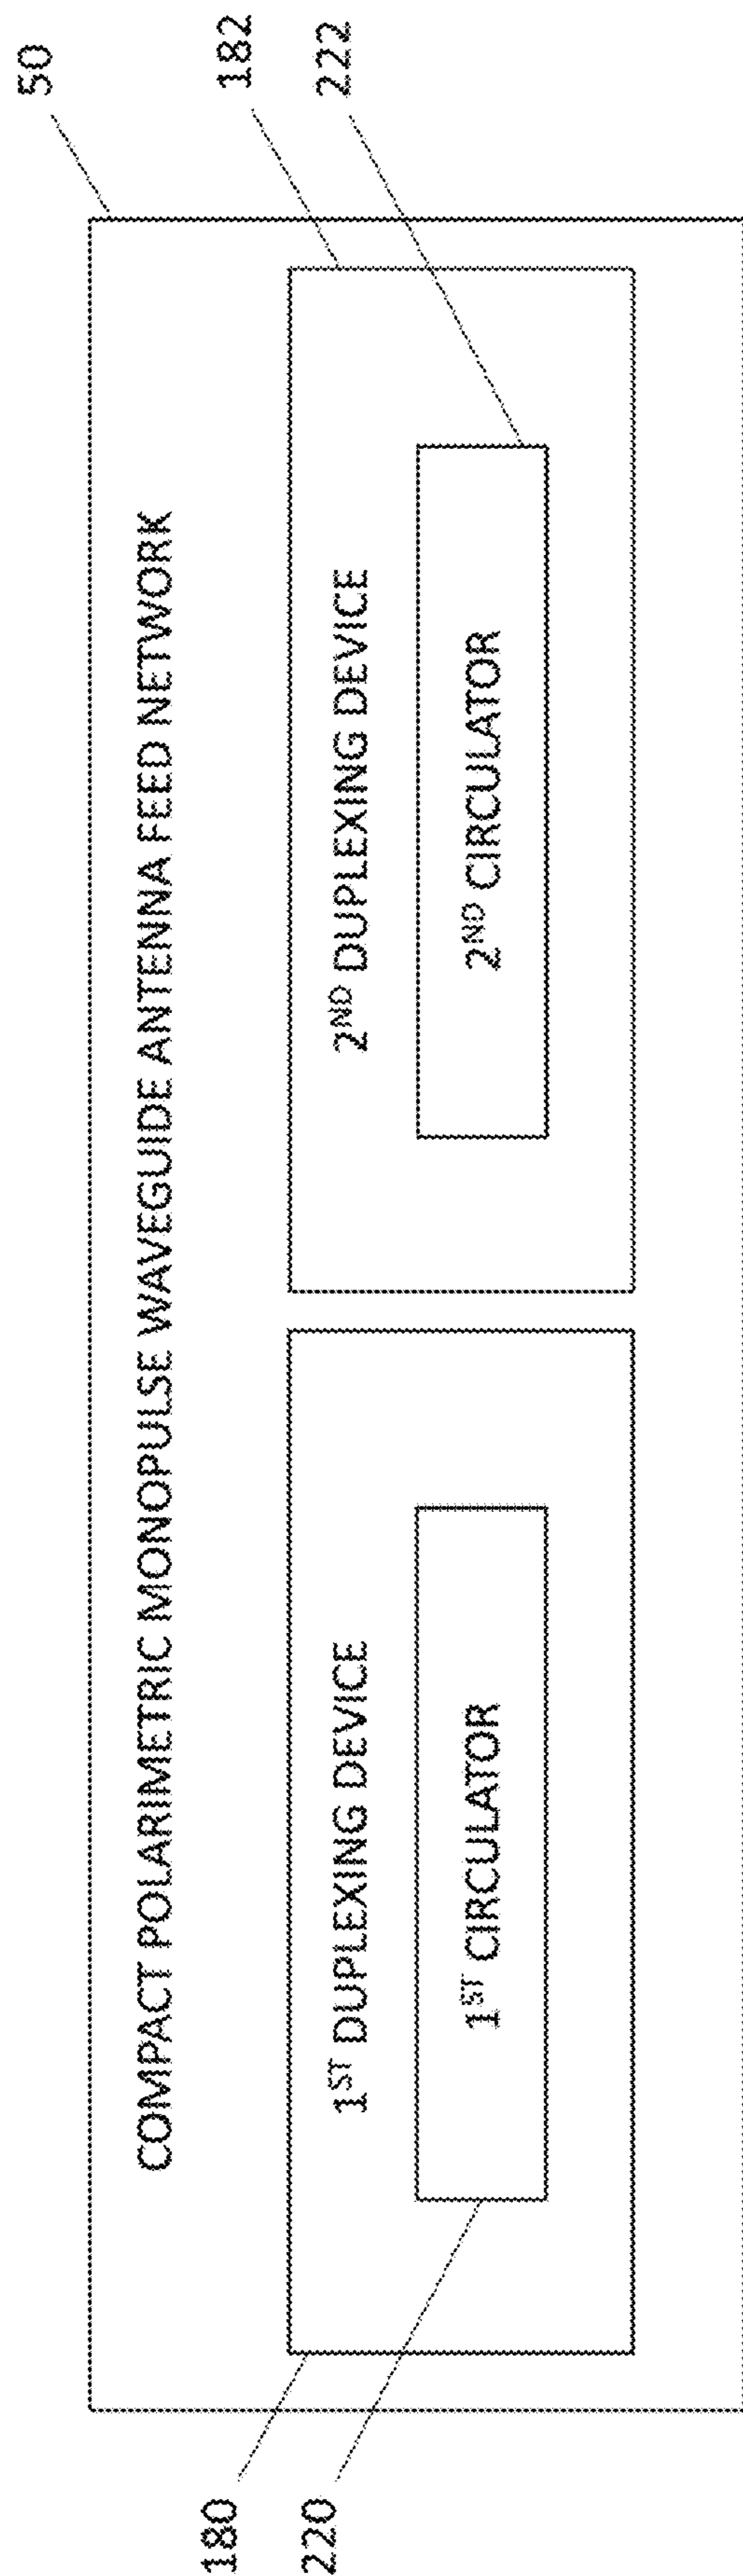 COMPACT POLARIMETRIC MONOPULSE WAVEGUIDE ANTENNA FEED NETWORK
50
180
1ST DUPLEXING DEVICE
2ND DUPLEXING DEVICE
182
220
1ST CIRCULATOR
2ND CIRCULATOR
222